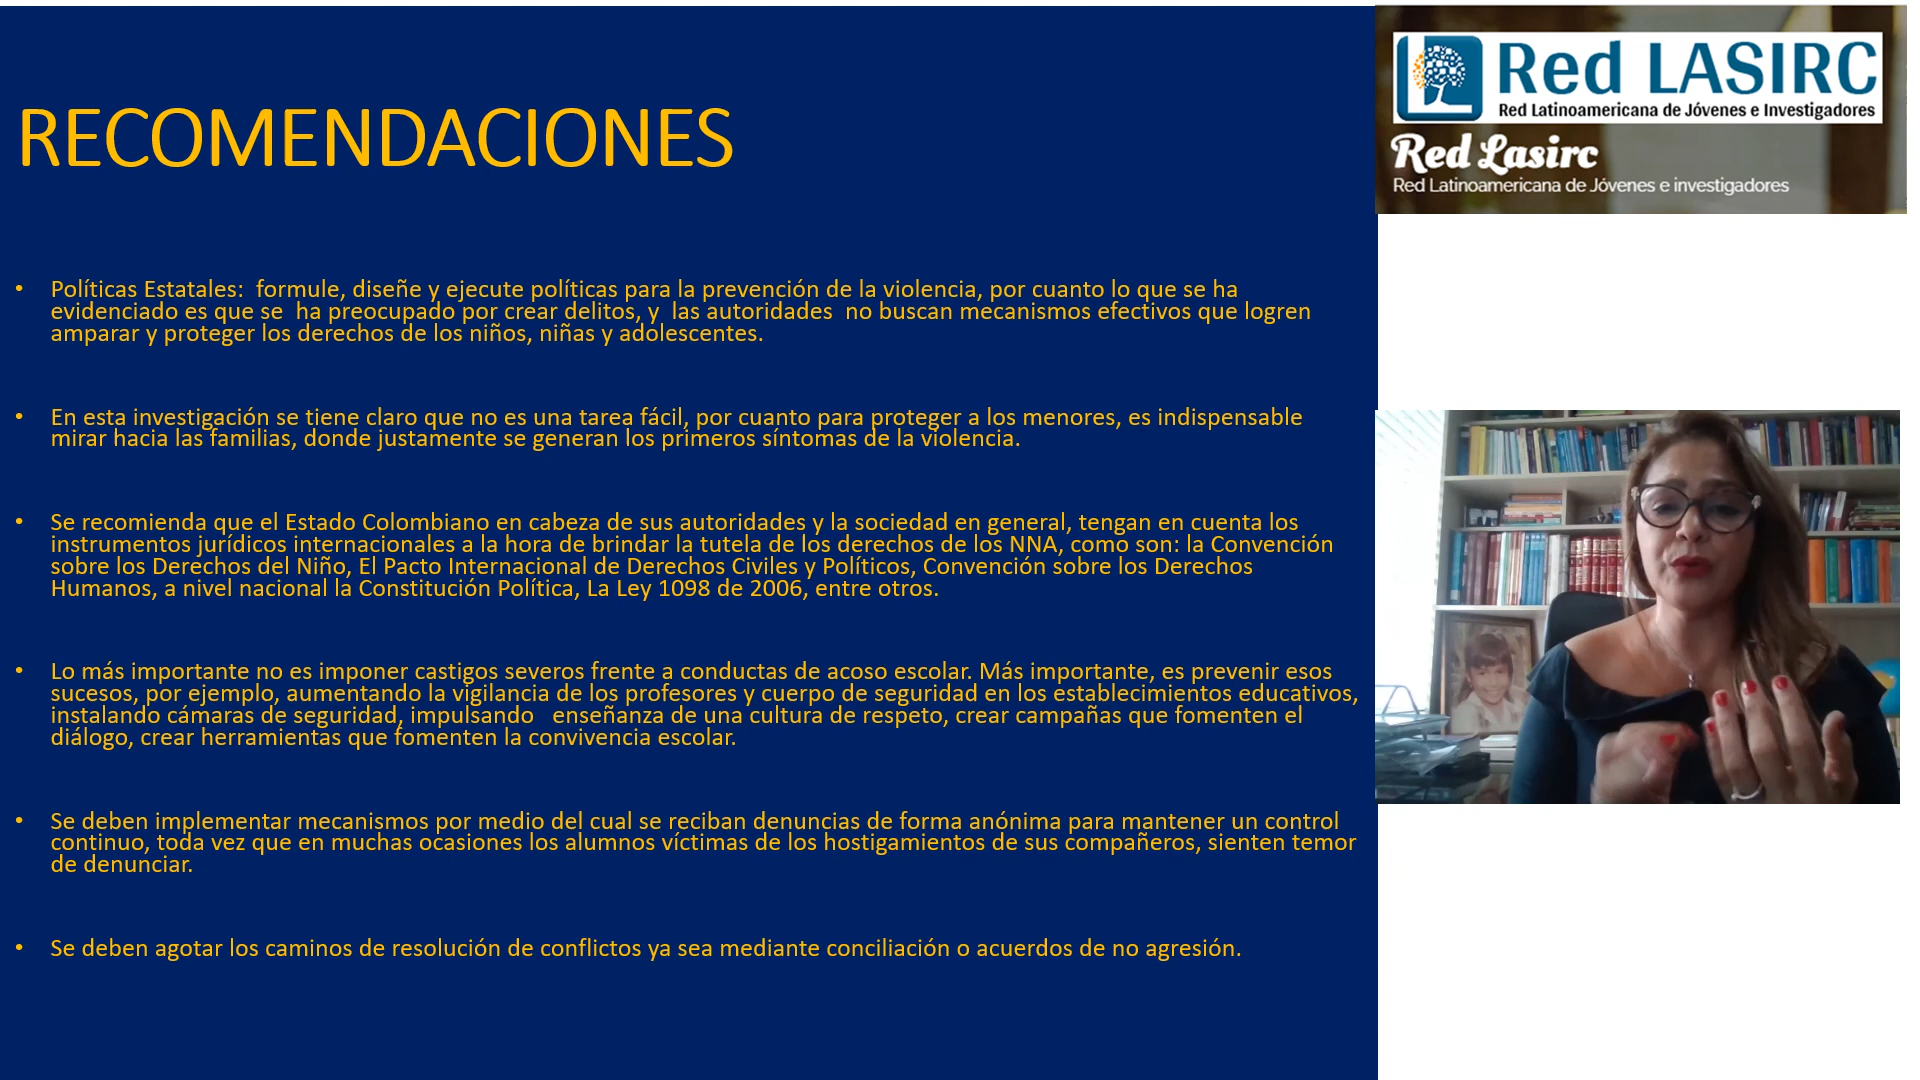 RECOMENDACIONES
• Políticas Estatales:  formule, diseñe y ejecute políticas para la prevención de la violencia, por cuanto lo que se ha
evidenciado es que se  ha preocupado por crear delitos, y  las autoridades  no buscan mecanismos efectivos que logren
amparar y proteger los derechos de los niños, niñas y adolescentes.
• En esta investigación se tiene claro que no es una tarea fácil, por cuanto para proteger a los menores, es indispensable
mirar hacia las familias, donde justamente se generan los primeros síntomas de la violencia.
• Se recomienda que el Estado Colombiano en cabeza de sus autoridades y la sociedad en general, tengan en cuenta los
instrumentos jurídicos internacionales a la hora de brindar la tutela de los derechos de los NNA, como son: la Convención
sobre los Derechos del Niño, El Pacto Internacional de Derechos Civiles y Políticos, Convención sobre los Derechos
Humanos, a nivel nacional la Constitución Política, La Ley 1098 de 2006, entre otros.
• Lo más importante no es imponer castigos severos frente a conductas de acoso escolar. Más importante, es prevenir esos
sucesos, por ejemplo, aumentando la vigilancia de los profesores y cuerpo de seguridad en los establecimientos educativos,
instalando cámaras de seguridad, impulsando   enseñanza de una cultura de respeto, crear campañas que fomenten el
diálogo, crear herramientas que fomenten la convivencia escolar.
• Se deben implementar mecanismos por medio del cual se reciban denuncias de forma anónima para mantener un control
continuo, toda vez que en muchas ocasiones los alumnos víctimas de los hostigamientos de sus compañeros, sienten temor
de denunciar.
• Se deben agotar los caminos de resolución de conflictos ya sea mediante conciliación o acuerdos de no agresión.
Red LASIRC
Red Latinoamericana de Jóvenes e Investigadores
Red Lasirc
Red Latinoamericana de Jóvenes e investigadores